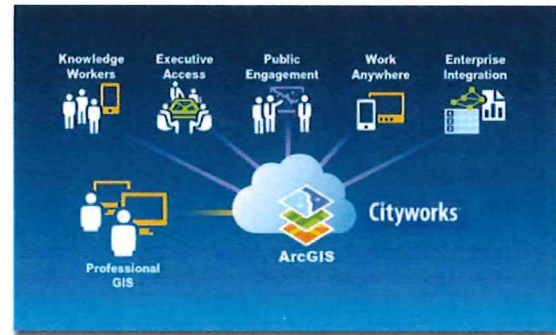 Knowledge
Workers
Executive
Access
Public
Engagement
Work
Anywhere
Enterprise
Integration
Cityworks
ArcGIS
Professional
GIS